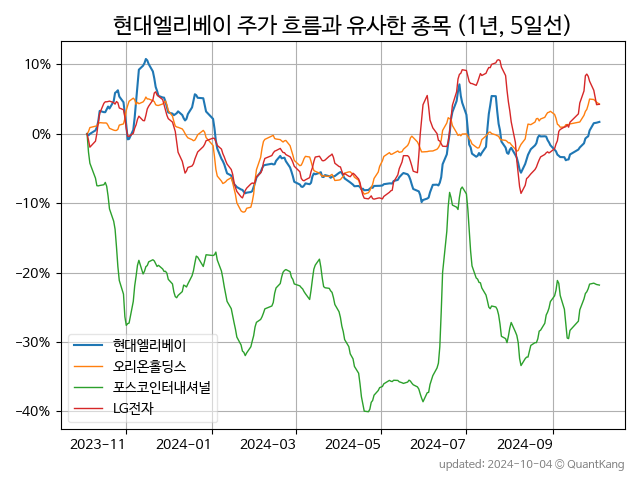 현대엘리베이 주가 흐름과 유사한 종목 (1년, 5일선)
10%
0%
−10%
−20%
−30%
−40%
현대엘리베이
오리온홀딩스
포스코인터내셔널
LG전자
2023−11 2024−01 2024−03 2024−05 2024−07 2024−09
updated: 2024-10-04 © QuantKang